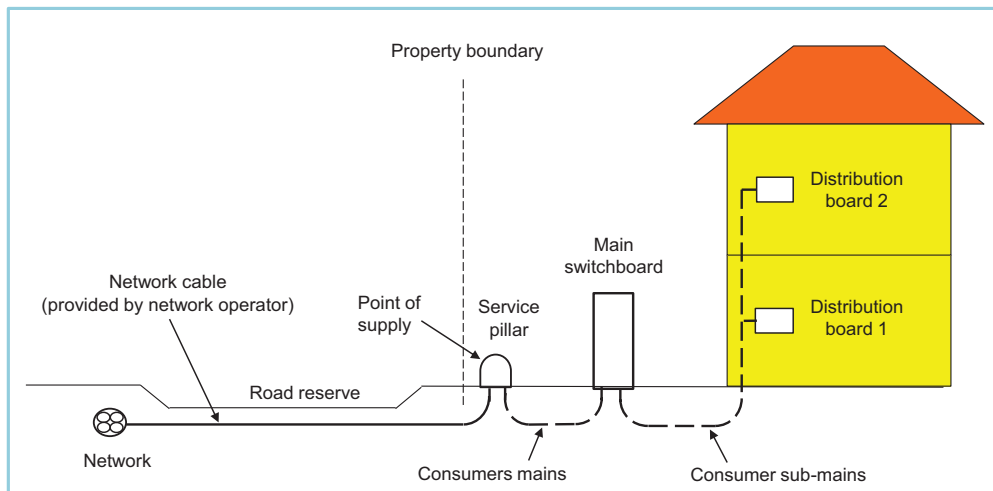 Property boundary
Distribution
board 2
Main
switchboard
Network cable
(provided by network operator)
Point of
supply
Service
pillar
Distribution
board 1
Road reserve
Network
Consumers mains
Consumer sub-mains